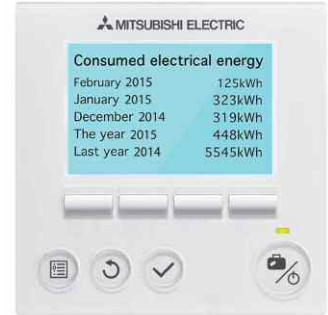 MITSUBISHI ELECTRIC
Consumed electrical energy
February 2015 125kWh
January 2015 323kWh
December 2014 319kWh
The year 2015 448kWh
Last year 2014 5545kWh